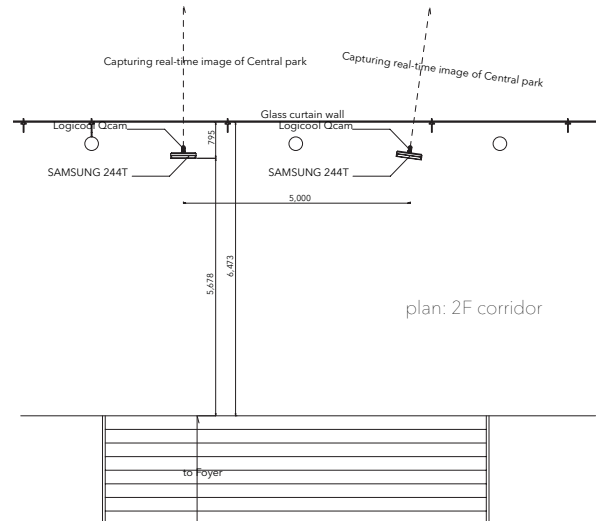 Capturing real-time image of Central park
Capturing real-time image of Central park
Glass curtain wall
Logicool Qcam
Logicool Qcam
795
SAMSUNG 244T
SAMSUNG 244T
5,000
6,473
5,678
plan: 2F corridor
to Foyer